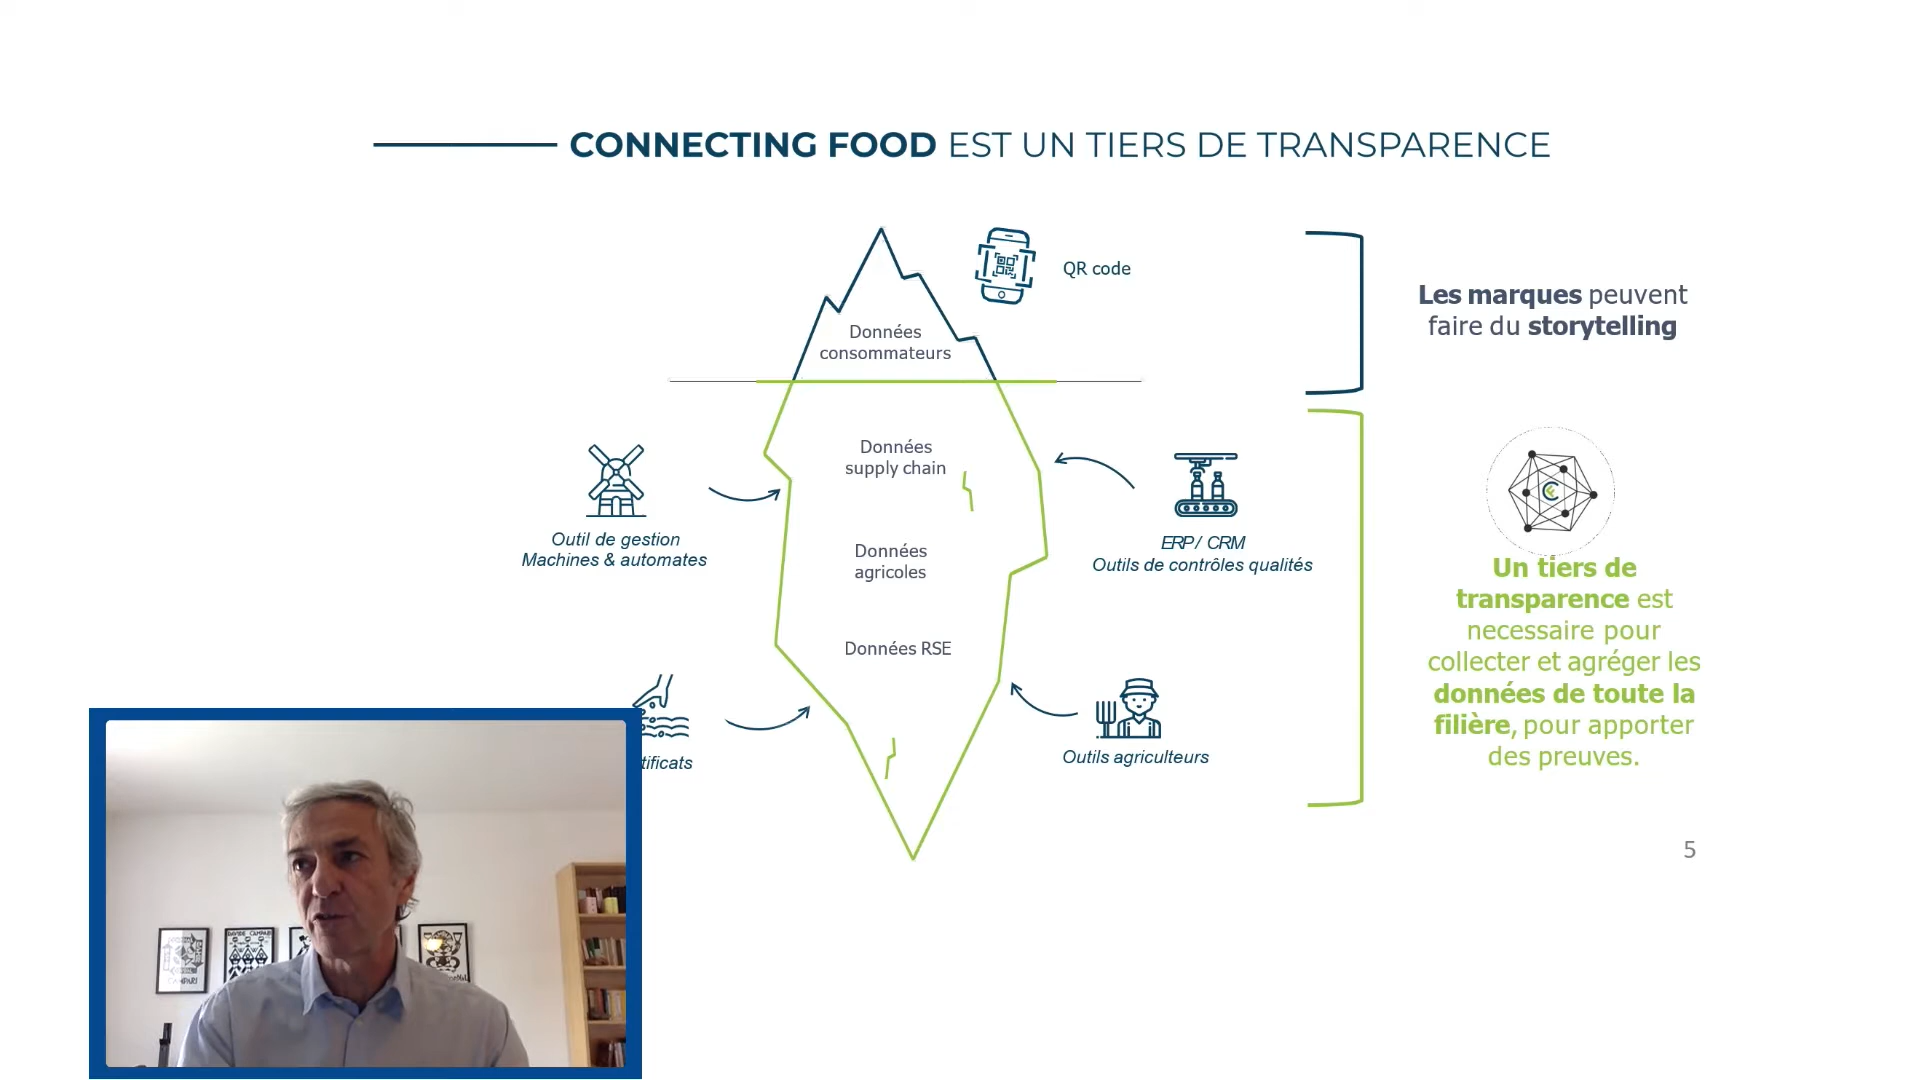 CONNECTING FOOD EST UN TIERS DE TRANSPARENCE
QR code
Données
consommateurs
Les marques peuvent
faire du storytelling
Données
supply chain
Outil de gestion
Machines & automates
ERP/ CRM
Outils de contrôles qualités
Données
agricoles
Un tiers de
transparence est
necessaire pour
collecter et agréger les
données de toute la
filière, pour apporter
des preuves.
Données RSE
tificats
Outils agriculteurs
5
DAVIDE CAMPARI
CAMPARI